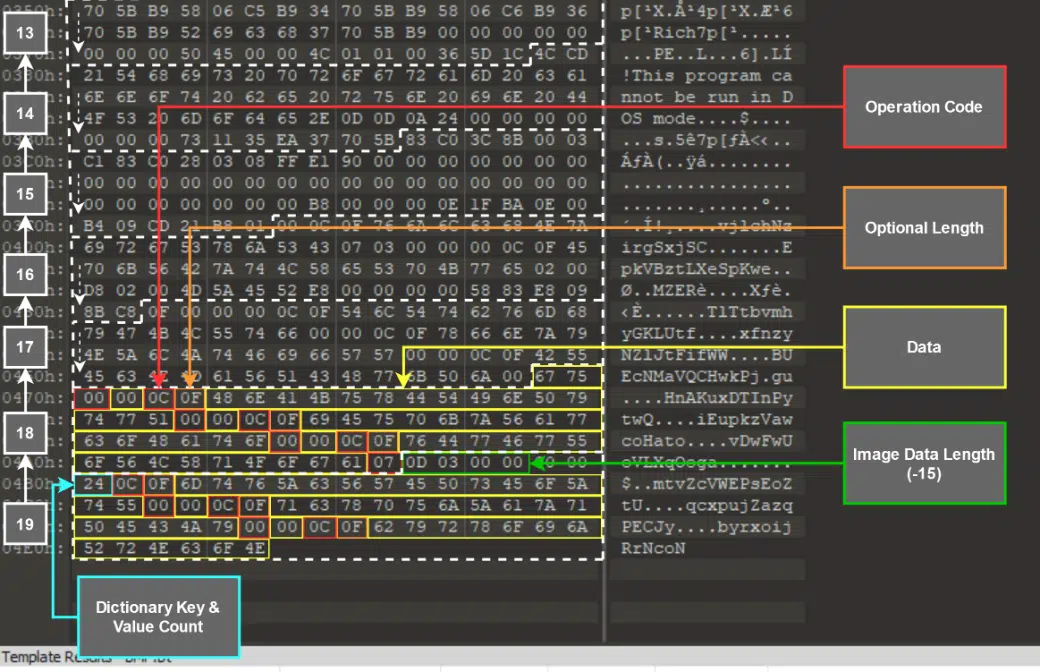 70 5B B9 58 06 C5 B9 34 70 5B B9 58 06 C6 B9 36 p[¹X.Å¹4p[¹X.Æ¹6
13 70 5B B9 52 69 63 68 37 70 5B B9 00 00 00 00 00 p[¹Rich7p[¹.....
00 00 00 50 45 00 00 4C 01 01 00 36 5D 1C 4C CD ...PE..L...6].LÍ
21 54 68 69 73 20 70 72 6F 67 72 61 6D 20 63 61 !This program ca
14 6E 6E 6F 74 20 62 65 20 72 75 6E 20 69 6E 20 44 nnot be run in D
Operation Code
4F 53 20 6D 6F 64 65 2E 0D 0D 0A 24 00 00 00 00 OS mode....$....
00 00 00 73 11 35 EA 37 70 5B 83 C0 3C 8B 00 03 ...s.5ê7p[ƒÀ<‹..
03C0h: C1 83 C0 28 03 08 FF E1 90 00 00 00 00 00 00 00 ÁƒÀ(..ÿá........
15 00 00 00 00 00 00 00 00 00 00 00 00 00 00 00 00 ................
00 00 00 00 00 00 B8 00 00 00 0E 1F BA 0E 00
B4 09 CD 21 B8 01 00 0C 0F 76 6A 6C 63 68 4E 7A
Optional Length
0400h: 69 72 67 53 78 6A 53 43 07 03 00 00 00 0C 0F 45 irgSxjSC.......E
16 70 6B 56 42 7A 74 4C 58 65 53 70 4B 77 65 02 00 pkVBztLXeSpKwe..
D8 02 00 4D 5A 45 52 E8 00 00 00 00 58 83 E8 09 Ø..MZERè....Xƒè.
8B C8 0F 00 00 00 0C 0F 54 6C 54 74 62 76 6D 68 ‹È......TlTtbvmh
17 79 47 4B 4C 55 74 66 00 00 0C 0F 78 66 6E 7A 79 yGKLUtf....xfnzy
4E 5A 6C 4A 74 46 69 66 57 57 00 00 0C 0F 42 55 NZlJtFifWW....BU
Data
45 63 4E 4D 61 56 51 43 48 77 6B 50 6A 00 67 75 EcNMaVQCHwkPj.gu
0470h: 00 00 0C 0F 48 6E 41 4B 75 78 44 54 49 6E 50 79 ....HnAKuxDTInPy
18 74 77 51 00 00 0C 0F 69 45 75 70 6B 7A 56 61 77 twQ....iEupkzVaw
63 6F 48 61 74 6F 00 00 0C 0F 76 44 77 46 77 55 coHato....vDwFwU
6F 56 4C 58 71 4F 6F 67 61 07 0D 03 00 00 00 00 oVLXqOoga.......
Image Data Length
(-15)
24 0C 0F 6D 74 76 5A 63 56 57 45 50 73 45 6F 5A $..mtvZcVWEPsEoZ
74 55 00 00 0C 0F 71 63 78 70 75 6A 5A 61 7A 71 tU....qcxpujZazq
19 50 45 43 4A 79 00 00 0C 0F 62 79 72 78 6F 69 6A PECJy....byrxoij
04E0h: 52 72 4E 63 6F 4E RrNcoN
Dictionary Key &
Value Count